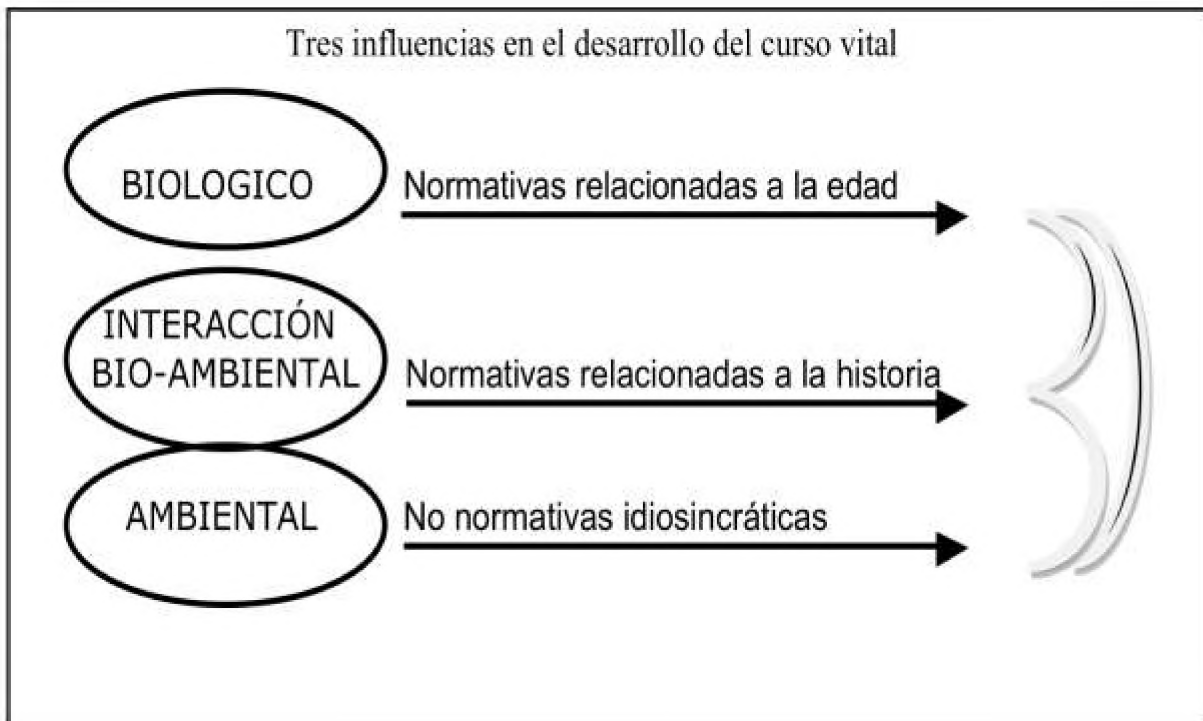 Tres influencias en el desarrollo del curso vital
BIOLOGICO
Normativas relacionadas a la edad
INTERACCIÓN
BIO-AMBIENTAL
Normativas relacionadas a la historia
AMBIENTAL
No normativas idiosincráticas